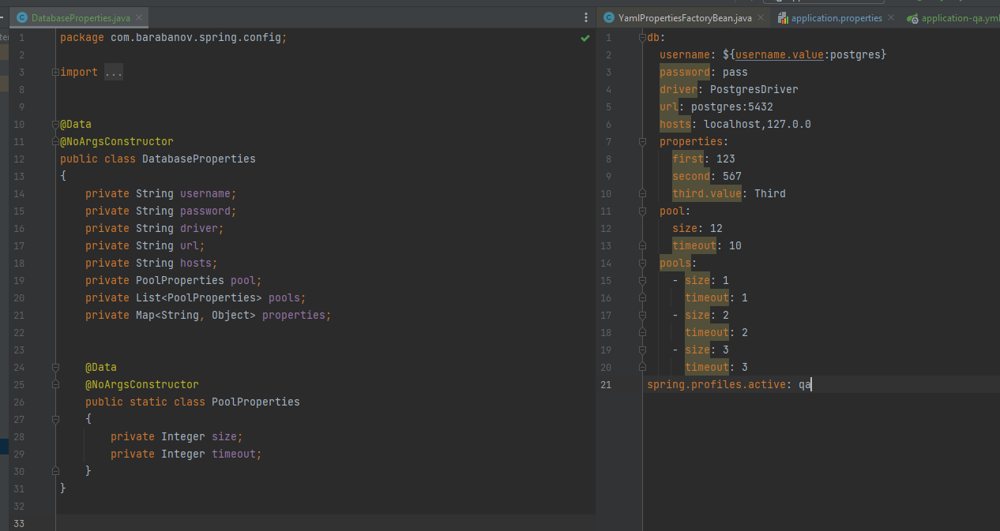 DatabaseProperties.java
package com.barabanov.spring.config;
import ...
@Data
@NoArgsConstructor
public class DatabaseProperties
{
private String username;
private String password;
private String driver;
private String url;
private String hosts;
private PoolProperties pool;
private List<PoolProperties> pools;
private Map<String, Object> properties;
@Data
@NoArgsConstructor
public static class PoolProperties
{
private Integer size;
private Integer timeout;
}
}
1
2
3
8
9
10
11
12
13
14
15
16
17
18
19
20
21
22
23
24
25
26
27
28
29
30
31
32
33
YamlPropertiesFactoryBean.java
application.properties
application-qa.yml
db:
username: ${username.value:postgres}
password: pass
driver: PostgresDriver
url: postgres:5432
hosts: localhost,127.0.0
properties:
first: 123
second: 567
third.value: Third
pool:
size: 12
timeout: 10
pools:
- size: 1
timeout: 1
- size: 2
timeout: 2
- size: 3
timeout: 3
spring.profiles.active: qa
1
2
3
4
5
6
7
8
9
10
11
12
13
14
15
16
17
18
19
20
21